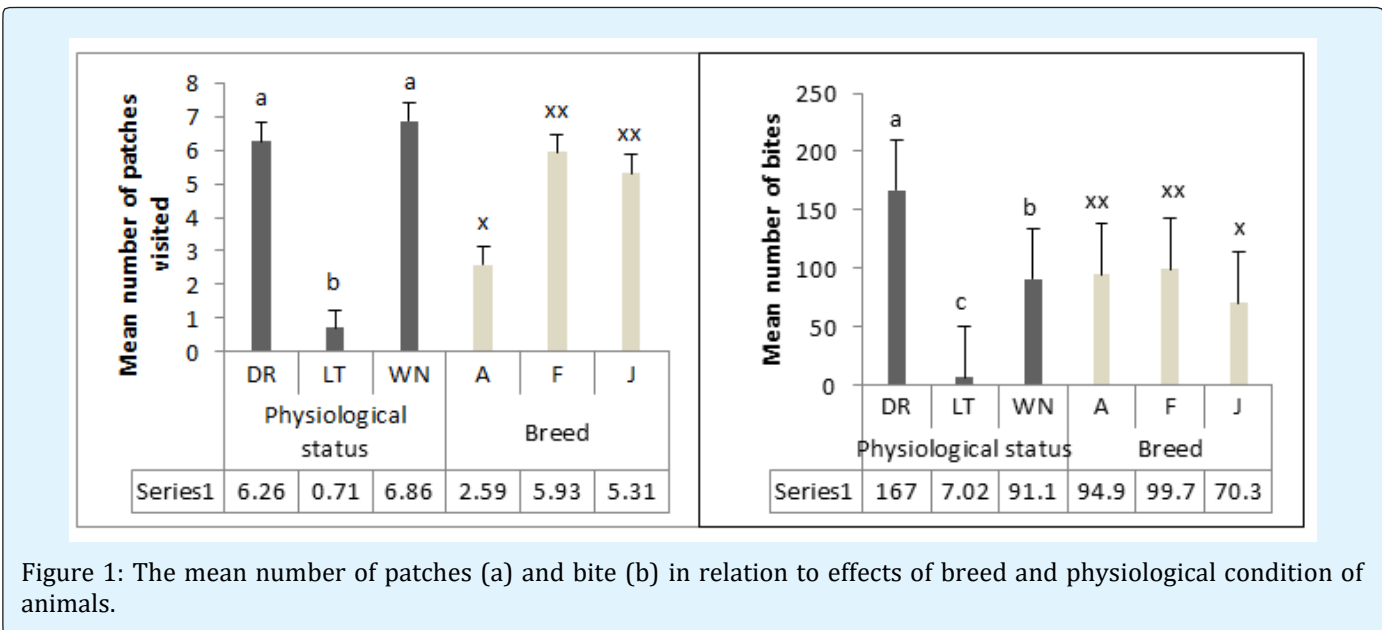 Mean number of patches
visited
8
7
6
5
4
3
2
1
0
a
b
a
x
xx
xx
DR LT WN A F J
Physiological
status
Breed
Series1 6.26 0.71 6.86 2.59 5.93 5.31
Mean number of bites
250
200
150
100
50
0
a
c
b
xx
xx
x
DR LT WN A F J
Physiological status Breed
Series1 167 7.02 91.1 94.9 99.7 70.3
Figure 1: The mean number of patches (a) and bite (b) in relation to effects of breed and physiological condition of
animals.